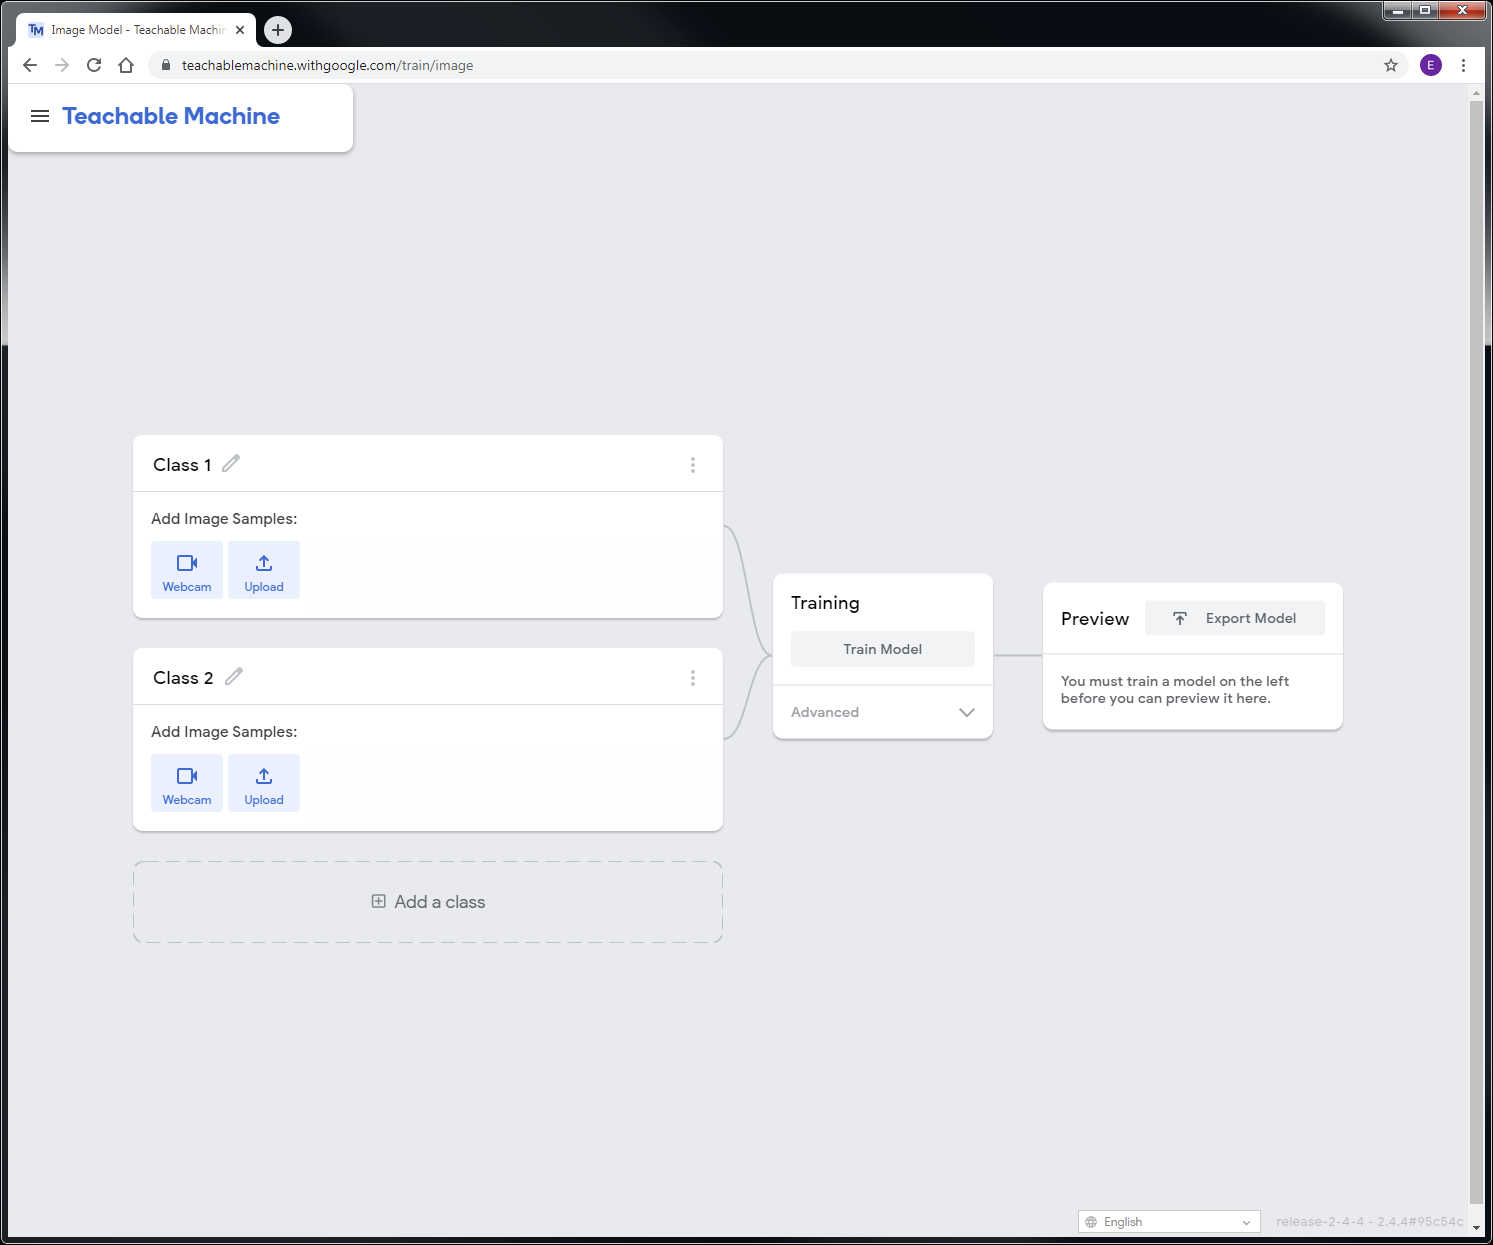 TM Image Model - Teachable Machin
teachablemachine.withgoogle.com/train/image
E
Teachable Machine
Class 1
Add Image Samples:
Webcam Upload
Class 2
Add Image Samples:
Webcam Upload
Add a class
Training
Train Model
Advanced
Preview Export Model
You must train a model on the left
before you can preview it here.
English release-2-4-4 - 2.4.4#95c54c